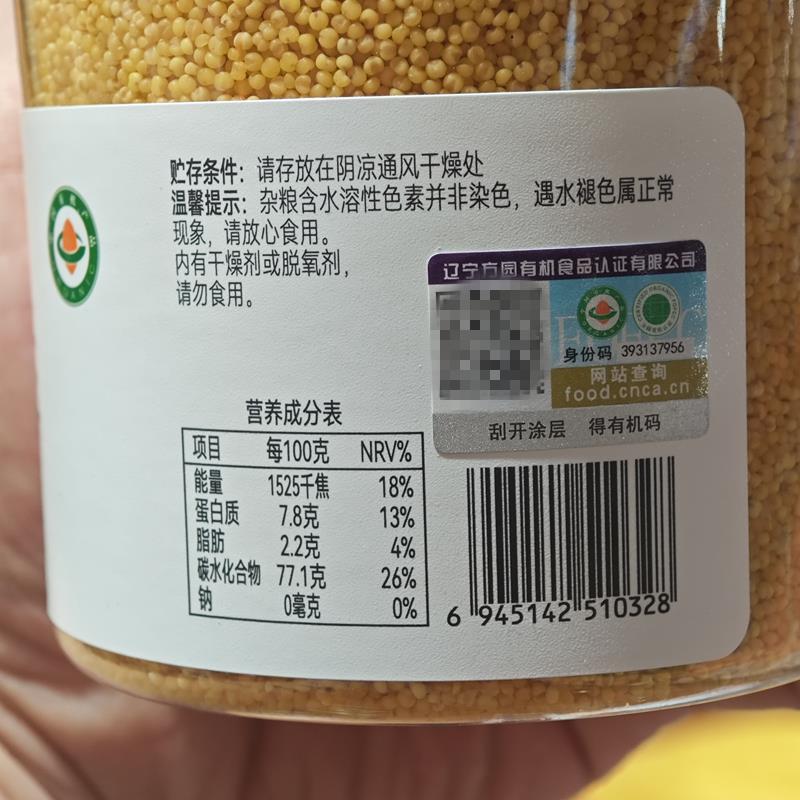 贮存条件：请存放在阴凉通风干燥处
温馨提示：杂粮含水溶性色素并非染色，遇水褪色属正常
现象，请放心食用。
内有干燥剂或脱氧剂，
请勿食用。
辽宁方园有机食品认证有限公司
身份码 393137956
网站查询
food.cnca.cn
刮开涂层 得有机码
营养成分表
项目 每100克 NRV%
能量 1525千焦 18%
蛋白质 7.8克 13%
脂肪 2.2克 4%
碳水化合物 77.1克 26%
钠 0毫克 0%
6 945142 510328